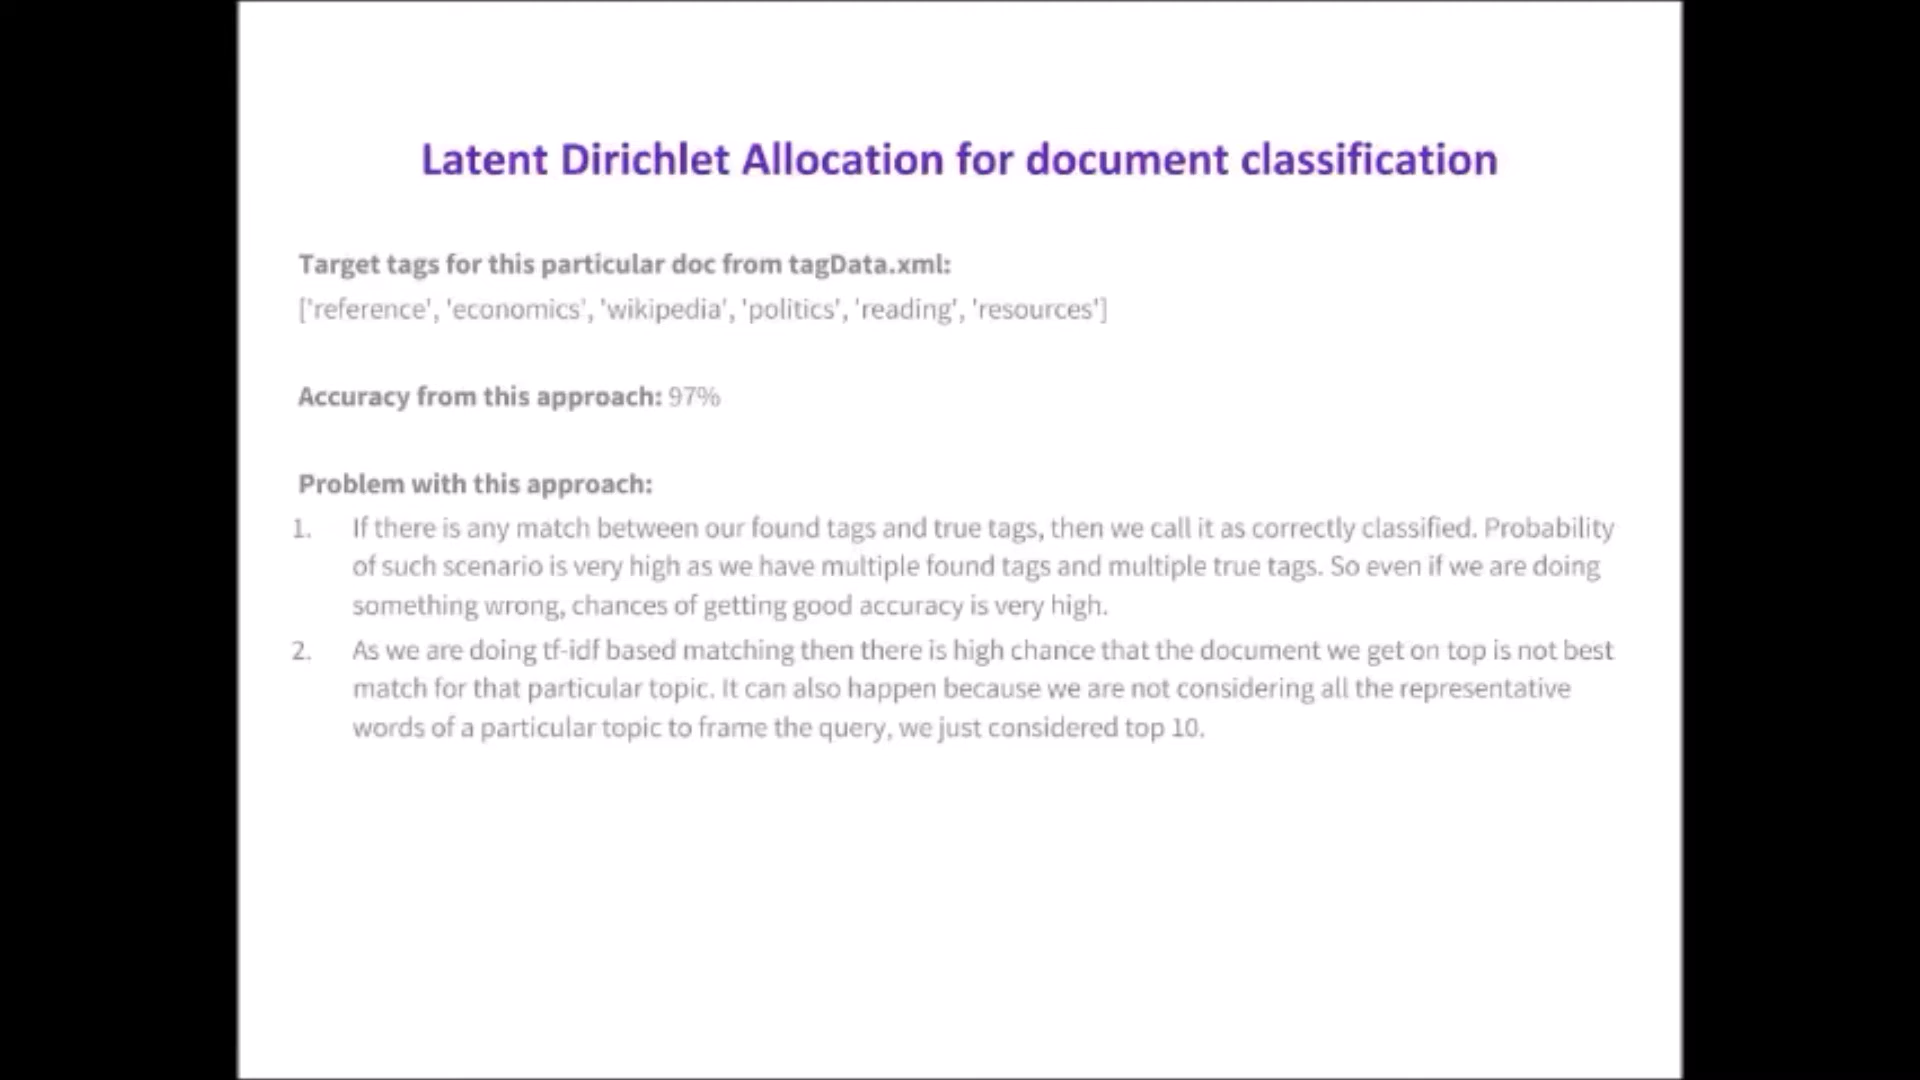 Latent Dirichlet Allocation for document classification
Target tags for this particular doc from tagData.xml:
['reference', 'economics', 'wikipedia', 'politics', 'reading', 'resources']
Accuracy from this approach: 97%
Problem with this approach:
1. If there is any match between our found tags and true tags, then we call it as correctly classified. Probability
of such scenario is very high as we have multiple found tags and multiple true tags. So even if we are doing
something wrong, chances of getting good accuracy is very high.
2. As we are doing tf-idf based matching then there is high chance that the document we get on top is not best
match for that particular topic. It can also happen because we are not considering all the representative
words of a particular topic to frame the query, we just considered top 10.